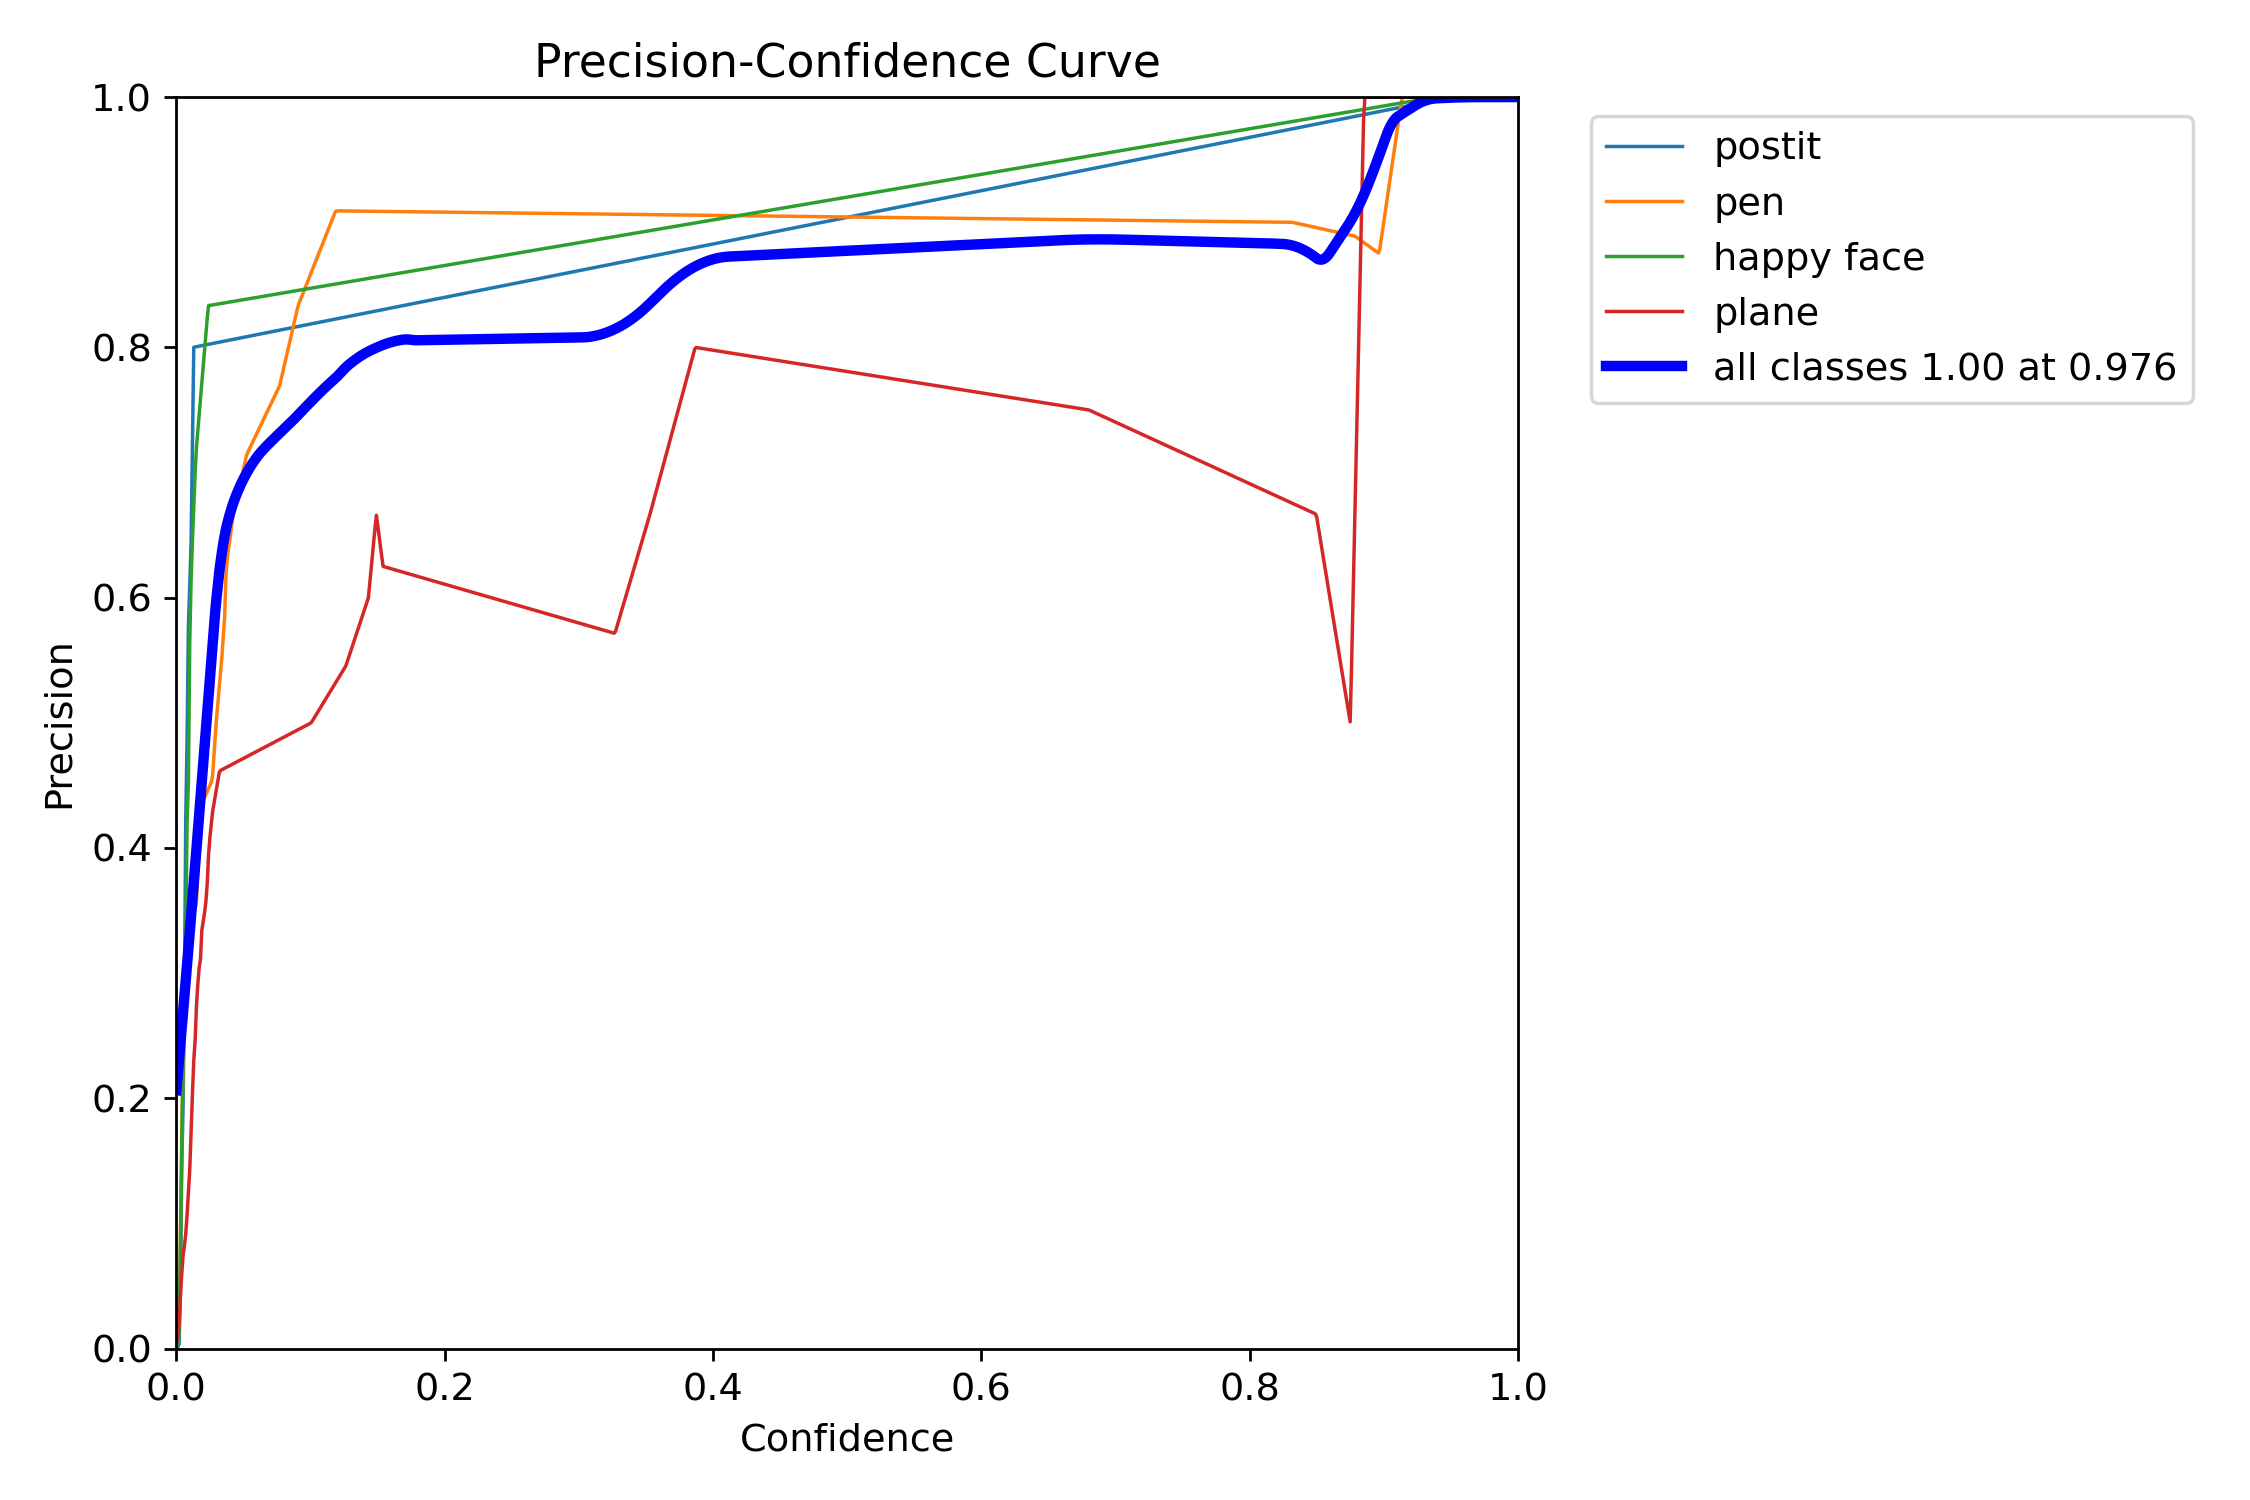 Precision-Confidence Curve
1.0
0.8
0.6
0.4
0.2
0.0
Precision
0.0 0.2 0.4 0.6 0.8 1.0
Confidence
postit
pen
happy face
plane
all classes 1.00 at 0.976